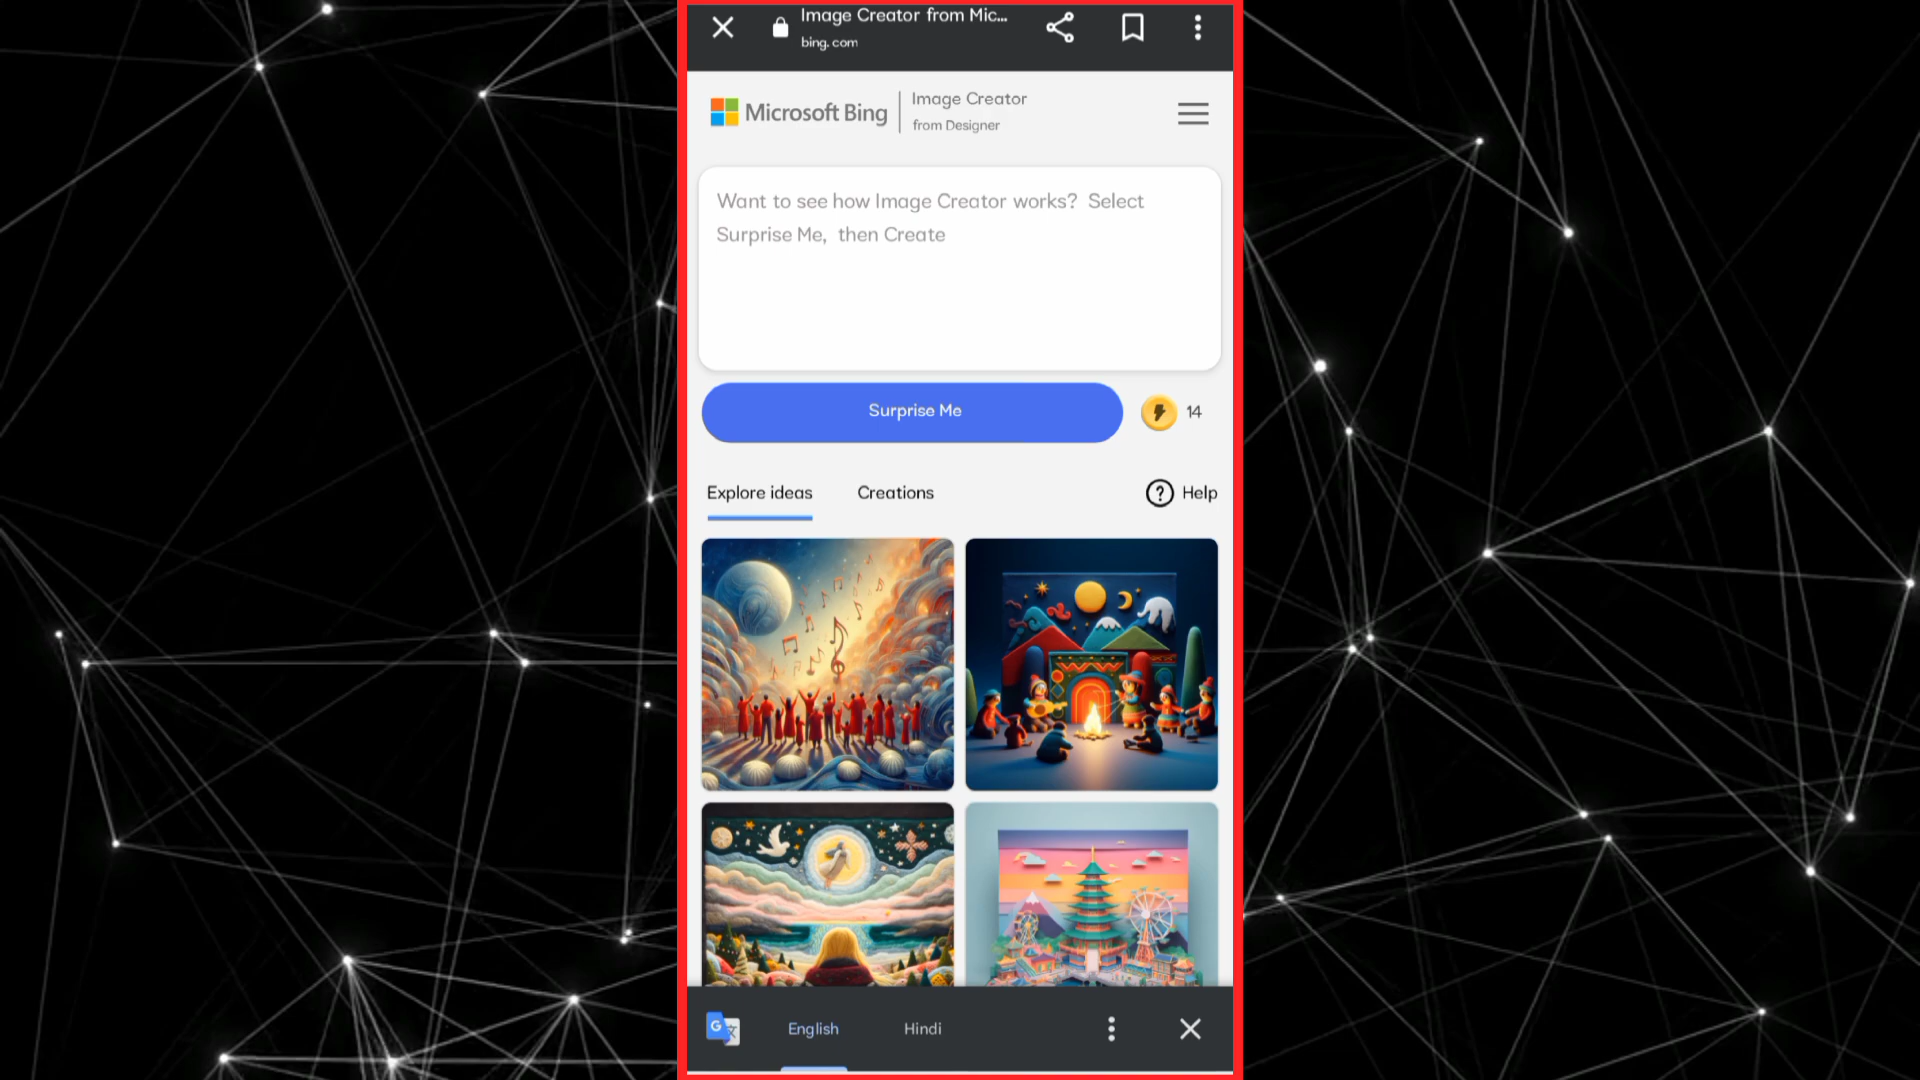 Image Creator from Mic...
bing.com
Microsoft Bing
Image Creator
from Designer
Want to see how Image Creator works? Select
Surprise Me, then Create
Surprise Me
14
Explore ideas
Creations
Help
English
Hindi